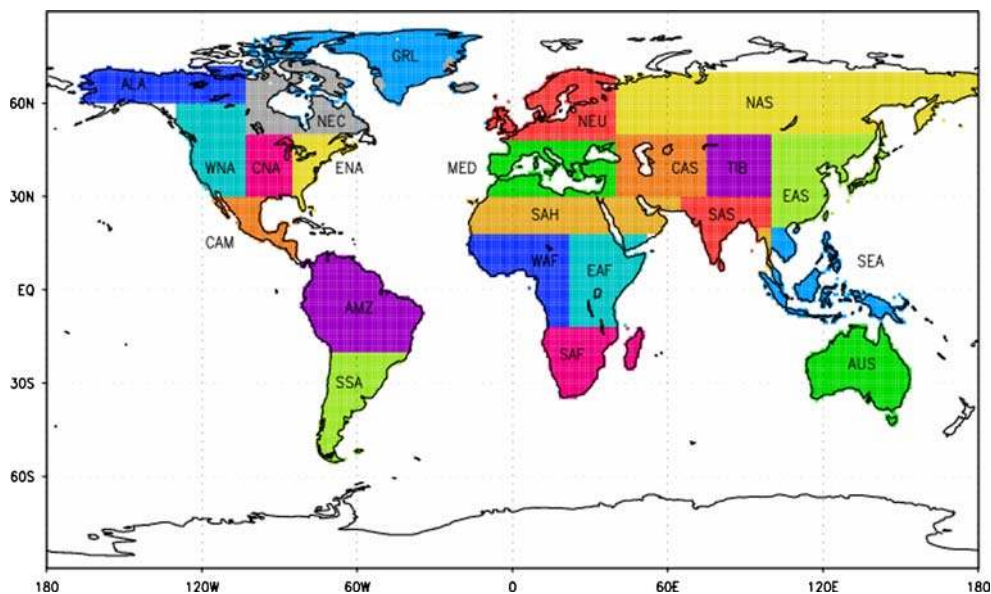 GRL
ALA
60N
NEC
NEU
NAS
WNA
CNA
ENA
MED
CAS
TIB
30N
EAS
SAH
SAS
CAM
WAF
EAF
SEA
EQ
AMZ
SAF
AUS
30S
SSA
60S
180
120W
60W
0
60E
120E
180